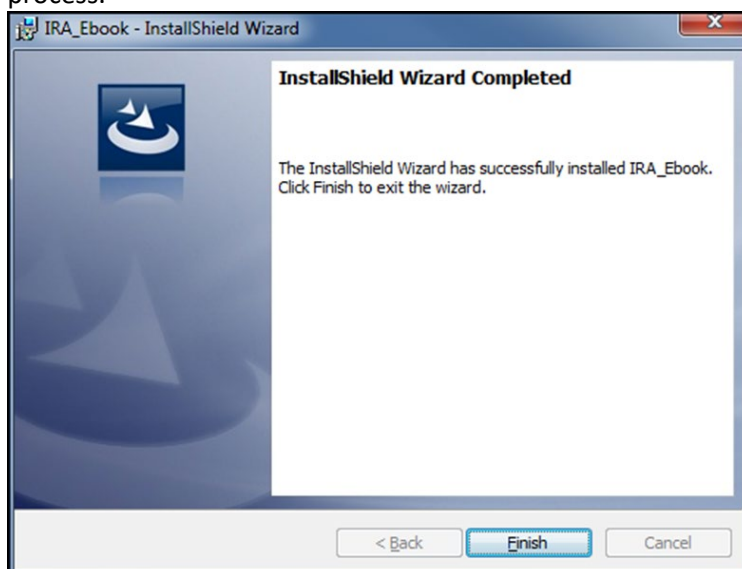 process.
IRA_Ebook - InstallShield Wizard
InstallShield Wizard Completed
The InstallShield Wizard has successfully installed IRA_Ebook.
Click Finish to exit the wizard.
< Back Finish Cancel